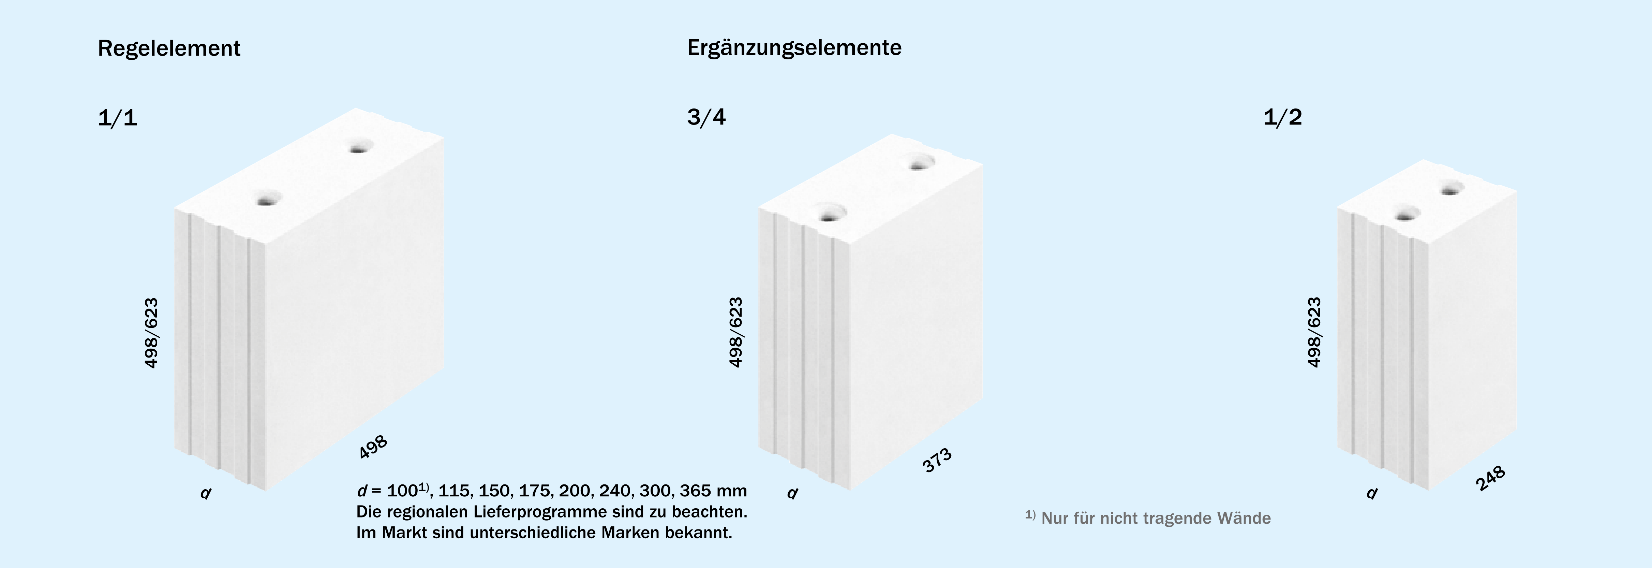 Regelelement
Ergänzungselemente
1/1
3/4
1/2
498/623
498
d
498/623
373
d
498/623
248
d
d = 100¹⁾, 115, 150, 175, 200, 240, 300, 365 mm
Die regionalen Lieferprogramme sind zu beachten.
Im Markt sind unterschiedliche Marken bekannt.
¹⁾ Nur für nicht tragende Wände